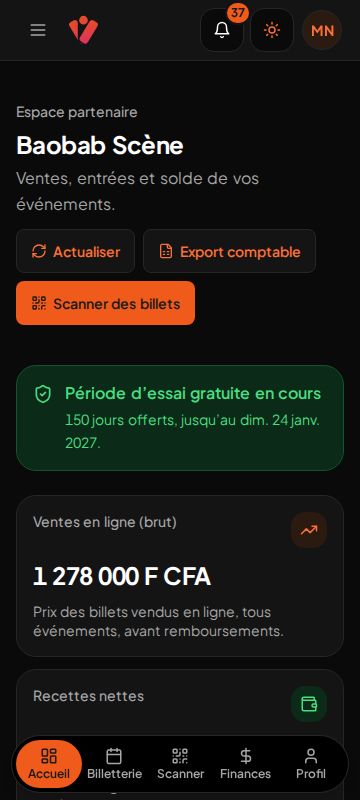 37
MN
Espace partenaire
Baobab Scène
Ventes, entrées et solde de vos
événements.
Actualiser
Export comptable
Scanner des billets
Période d’essai gratuite en cours
150 jours offerts, jusqu’au dim. 24 janv.
2027.
Ventes en ligne (brut)
1 278 000 F CFA
Prix des billets vendus en ligne, tous
événements, avant remboursements.
Recettes nettes
Accueil
Billetterie
Scanner
Finances
Profil